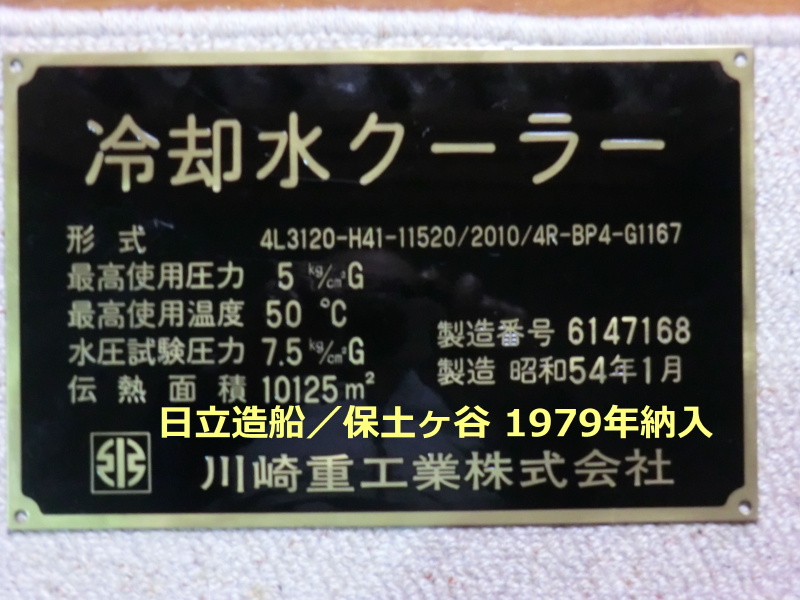 冷却水クーラー
形式 4L3120-H41-11520/2010/4R-BP4-G1167
最高使用圧力 5 kg/cm²G
最高使用温度 50 °C
水圧試験圧力 7.5 kg/cm²G
伝熱面積 10125m²
製造番号 6147168
製造 昭和54年1月
日立造船／保土ヶ谷 1979年納入
川崎重工業株式会社